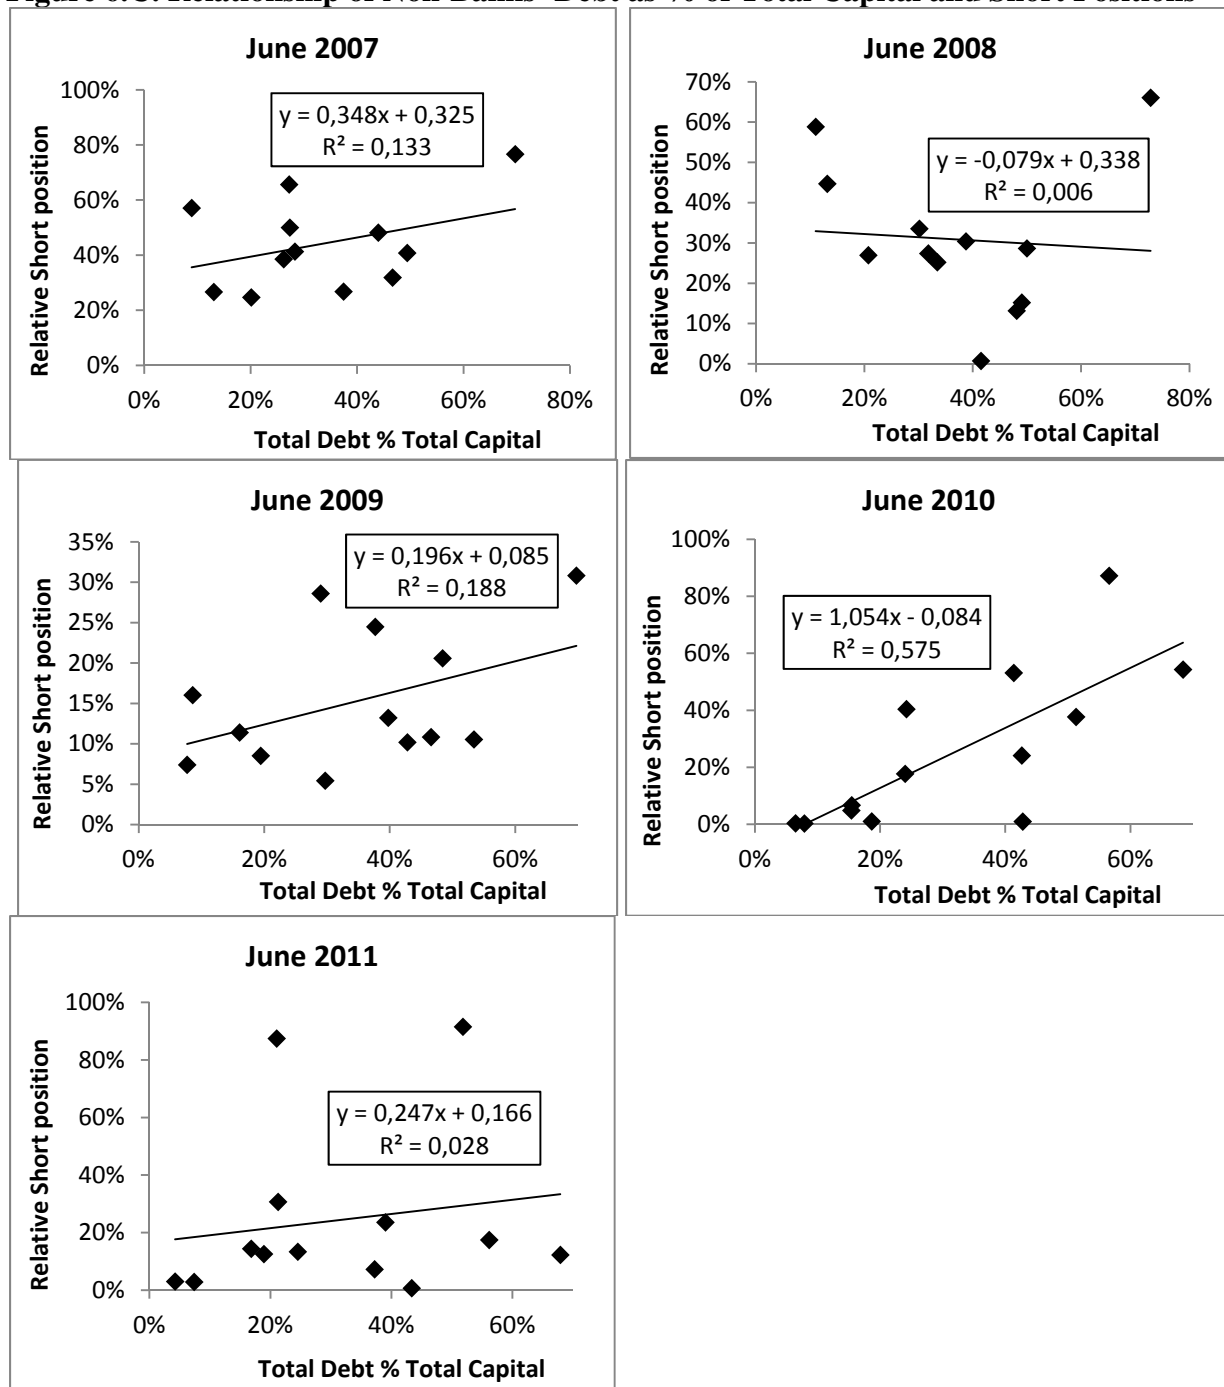 Figure Relationship of Non-Banks' Debt as % of Total Capital and Short Positions
June 2007
Relative Short position
100%
80%
60%
40%
20%
0%
y = 0,348x + 0,325
R² = 0,133
0% 20% 40% 60% 80%
Total Debt % Total Capital
June 2008
Relative Short position
70%
60%
50%
40%
30%
20%
10%
0%
y = -0,079x + 0,338
R² = 0,006
0% 20% 40% 60% 80%
Total Debt % Total Capital
June 2009
Relative Short position
35%
30%
25%
20%
15%
10%
5%
0%
y = 0,196x + 0,085
R² = 0,188
0% 20% 40% 60%
Total Debt % Total Capital
June 2010
Relative Short position
100%
80%
60%
40%
20%
0%
y = 1,054x - 0,084
R² = 0,575
0% 20% 40% 60%
Total Debt % Total Capital
June 2011
Relative Short position
100%
80%
60%
40%
20%
0%
y = 0,247x + 0,166
R² = 0,028
0% 20% 40% 60%
Total Debt % Total Capital